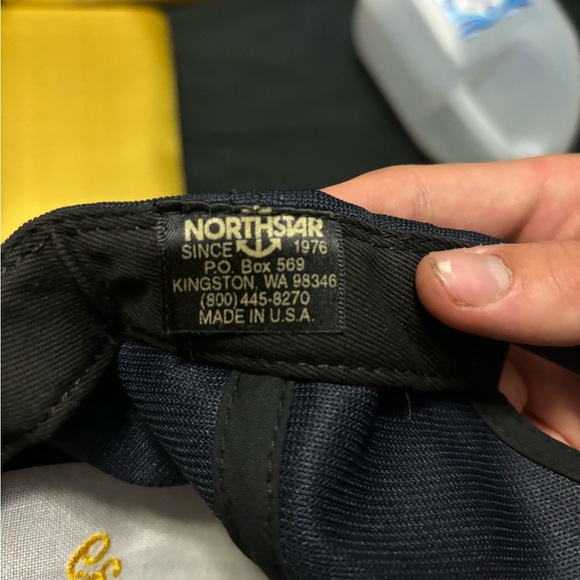 NORTHSTAR
SINCE 1976
P.O. Box 569
KINGSTON, WA 98346
(800) 445-8270
MADE IN U.S.A.